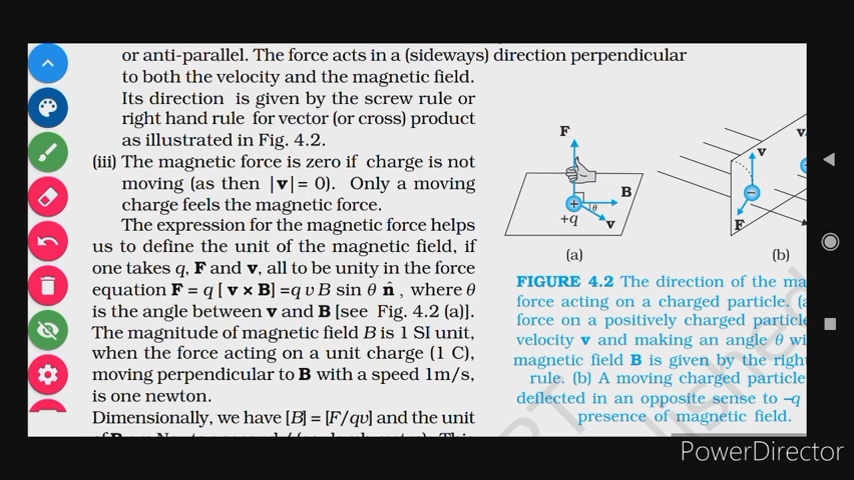 or anti-parallel. The force acts in a (sideways) direction perpendicular
to both the velocity and the magnetic field.
Its direction is given by the screw rule or
right hand rule for vector (or cross) product
as illustrated in Fig. 4.2.
(iii) The magnetic force is zero if charge is not
moving (as then |v|= 0). Only a moving
charge feels the magnetic force.
The expression for the magnetic force helps
us to define the unit of the magnetic field, if
one takes q, F and v, all to be unity in the force
equation F = q [ v × B] =q v B sin θ n̂ , where θ
is the angle between v and B [see Fig. 4.2 (a)].
The magnitude of magnetic field B is 1 SI unit,
when the force acting on a unit charge (1 C),
moving perpendicular to B with a speed 1m/s,
is one newton.
Dimensionally, we have [B] = [F/qv] and the unit
F
B
θ
+q
v
(a)
v
F
(b)
FIGURE 4.2 The direction of the ma
force acting on a charged particle. (a
force on a positively charged particle
velocity v and making an angle θ wi
magnetic field B is given by the righ
rule. (b) A moving charged particle
deflected in an opposite sense to –q
presence of magnetic field.
PowerDirector